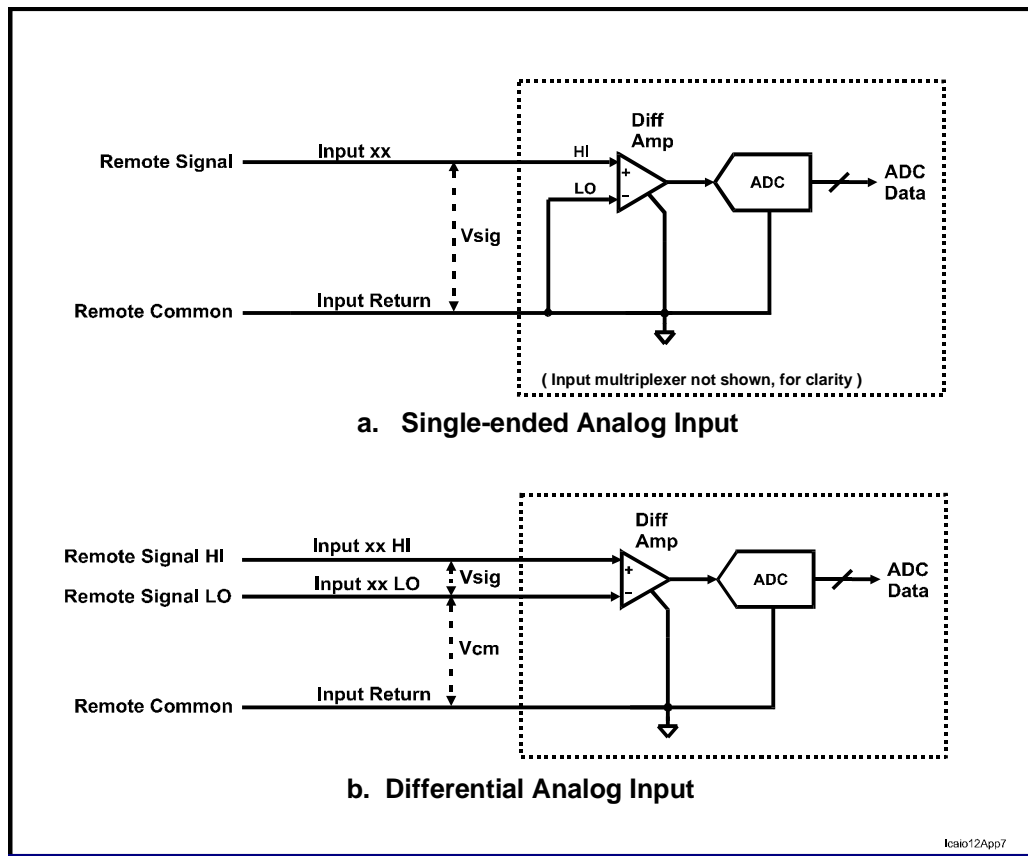 Diff
Amp
Remote Signal
Input xx
HI
+
ADC
ADC
Data
LO
−
Vsig
Remote Common
Input Return
( Input multiplexer not shown, for clarity )
a. Single-ended Analog Input
Diff
Amp
Remote Signal HI
Input xx HI
+
ADC
ADC
Data
Vsig
Remote Signal LO
Input xx LO
−
Vcm
Remote Common
Input Return
b. Differential Analog Input
Icaio12App7